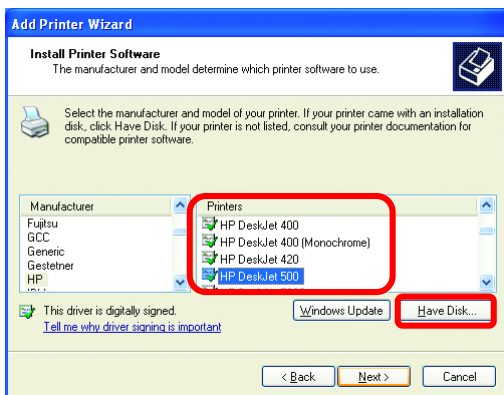 Add Printer Wizard
Install Printer Software
The manufacturer and model determine which printer software to use.
Select the manufacturer and model of your printer. If your printer came with an installation
disk, click Have Disk. If your printer is not listed, consult your printer documentation for
compatible printer software.
Manufacturer
Fujitsu
GCC
Generic
Gestetner
HP
Printers
HP DeskJet 400
HP DeskJet 400 (Monochrome)
HP DeskJet 420
HP DeskJet 500
This driver is digitally signed.
Tell me why driver signing is important
Windows Update
Have Disk...
< Back
Next >
Cancel